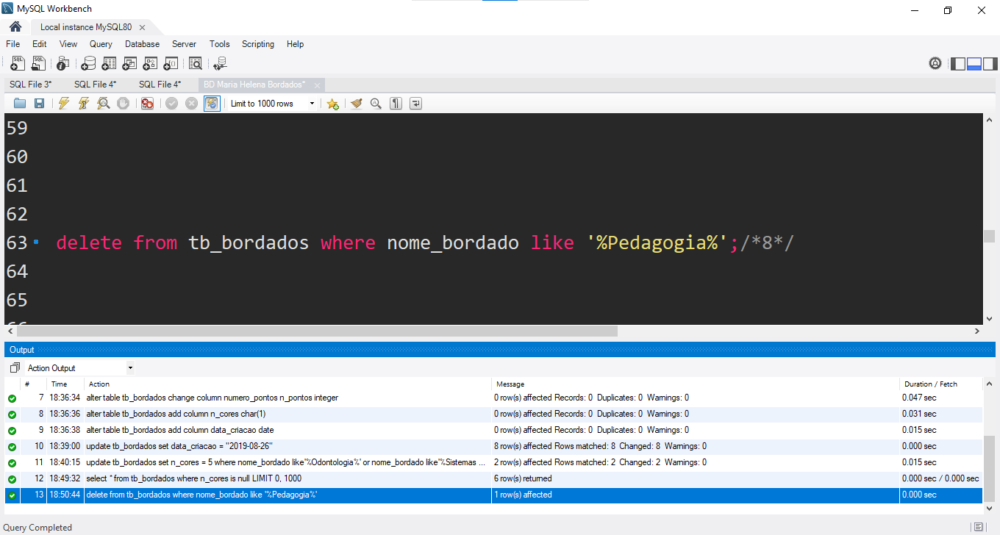 MySQL Workbench
Local instance MySQL80
File Edit View Query Database Server Tools Scripting Help
SQL File 3* SQL File 4* SQL File 4* BD Maria Helena Bordados*
Limit to 1000 rows
59
60
61
62
63 delete from tb_bordados where nome_bordado like '%Pedagogia%';/*8*/
64
65
Output
Action Output
# Time Action Message Duration / Fetch
7 18:36:34 alter table tb_bordados change column numero_pontos n_pontos integer 0 row(s) affected Records: 0 Duplicates: 0 Warnings: 0 0.047 sec
8 18:36:36 alter table tb_bordados add column n_cores char(1) 0 row(s) affected Records: 0 Duplicates: 0 Warnings: 0 0.031 sec
9 18:36:38 alter table tb_bordados add column data_criacao date 0 row(s) affected Records: 0 Duplicates: 0 Warnings: 0 0.015 sec
10 18:39:00 update tb_bordados set data_criacao = "2019-08-26" 8 row(s) affected Rows matched: 8 Changed: 8 Warnings: 0 0.000 sec
11 18:40:15 update tb_bordados set n_cores = 5 where nome_bordado like'%Odontologia%' or nome_bordado like'%Sistemas ... 2 row(s) affected Rows matched: 2 Changed: 2 Warnings: 0 0.015 sec
12 18:49:32 select * from tb_bordados where n_cores is null LIMIT 0, 1000 6 row(s) returned 0.000 sec / 0.000 sec
13 18:50:44 delete from tb_bordados where nome_bordado like '%Pedagogia%' 1 row(s) affected 0.000 sec
Query Completed